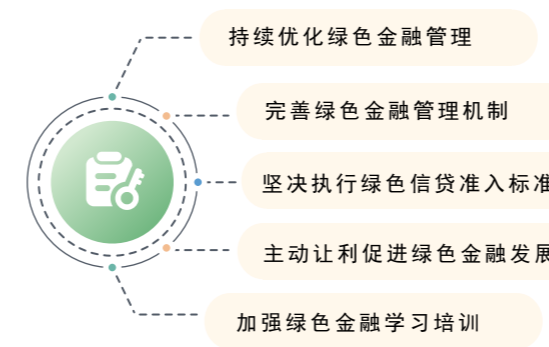 持续优化绿色金融管理
完善绿色金融管理机制
坚决执行绿色信贷准入标准
主动让利促进绿色金融发展
加强绿色金融学习培训